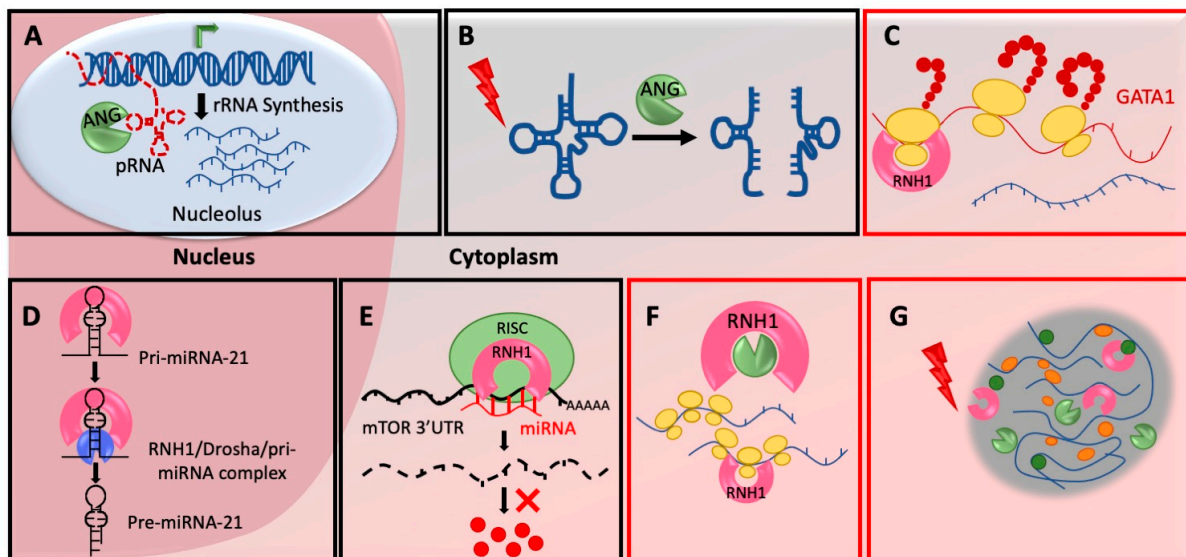 A
ANG
pRNA
rRNA Synthesis
Nucleolus
B
ANG
C
GATA1
RNH1
Nucleus
Cytoplasm
D
Pri-miRNA-21
RNH1/Drosha/pri-
miRNA complex
Pre-miRNA-21
E
RISC
RNH1
AAAAA
mTOR 3’UTR
miRNA
F
RNH1
RNH1
G